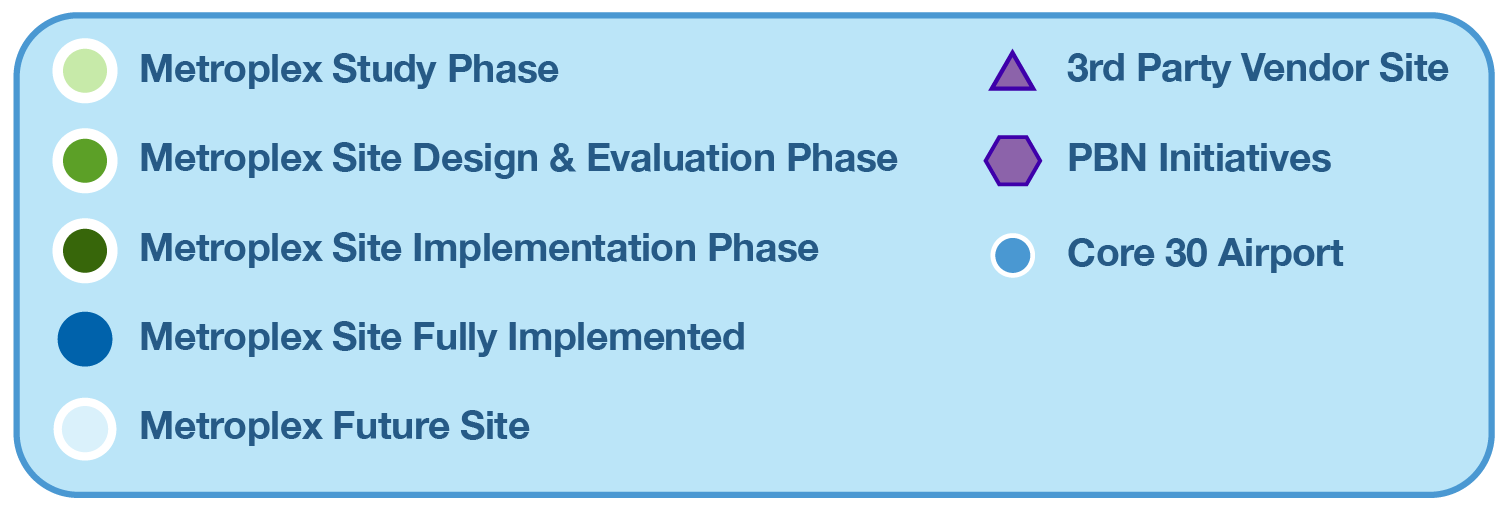 Metroplex Study Phase
Metroplex Site Design & Evaluation Phase
Metroplex Site Implementation Phase
Metroplex Site Fully Implemented
Metroplex Future Site
3rd Party Vendor Site
PBN Initiatives
Core 30 Airport